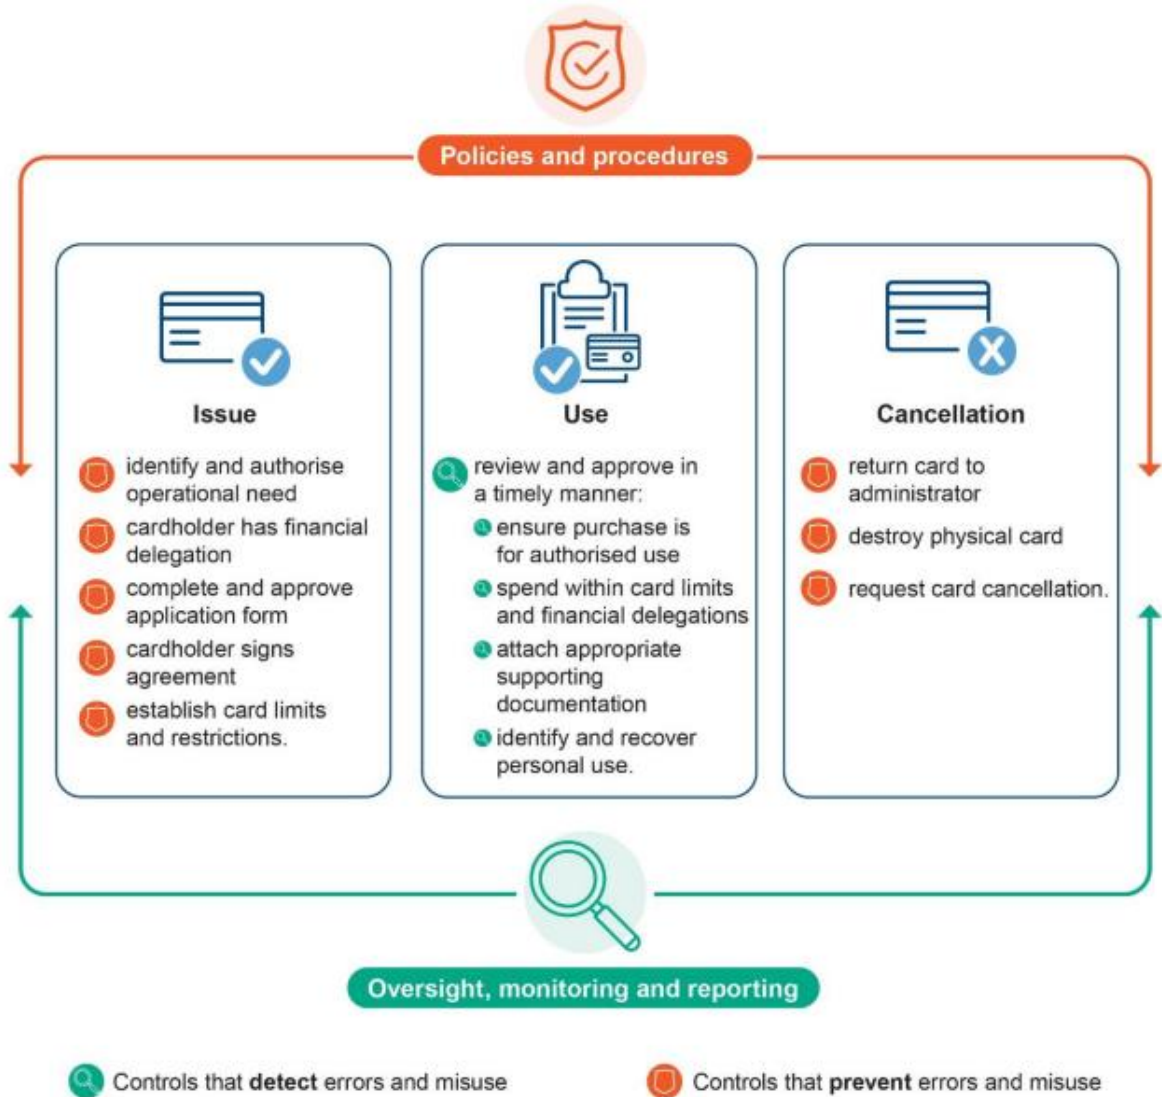 Policies and procedures
Issue
identify and authorise
operational need
cardholder has financial
delegation
complete and approve
application form
cardholder signs
agreement
establish card limits
and restrictions.
Use
review and approve in
a timely manner:
ensure purchase is
for authorised use
spend within card limits
and financial delegations
attach appropriate
supporting
documentation
identify and recover
personal use.
Cancellation
return card to
administrator
destroy physical card
request card cancellation.
Oversight, monitoring and reporting
Controls that detect errors and misuse
Controls that prevent errors and misuse